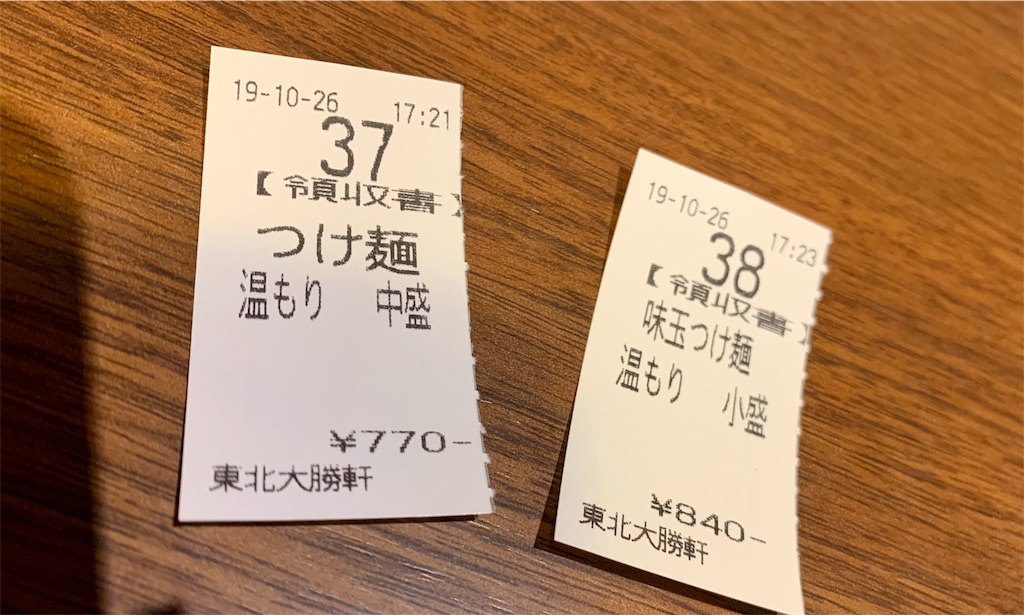 19-10-26 17:21
37
【領収書】
つけ麺
温もり 中盛
¥770-
東北大勝軒
19-10-26 17:23
38
【領収書】
味玉つけ麺
温もり 小盛
¥840-
東北大勝軒